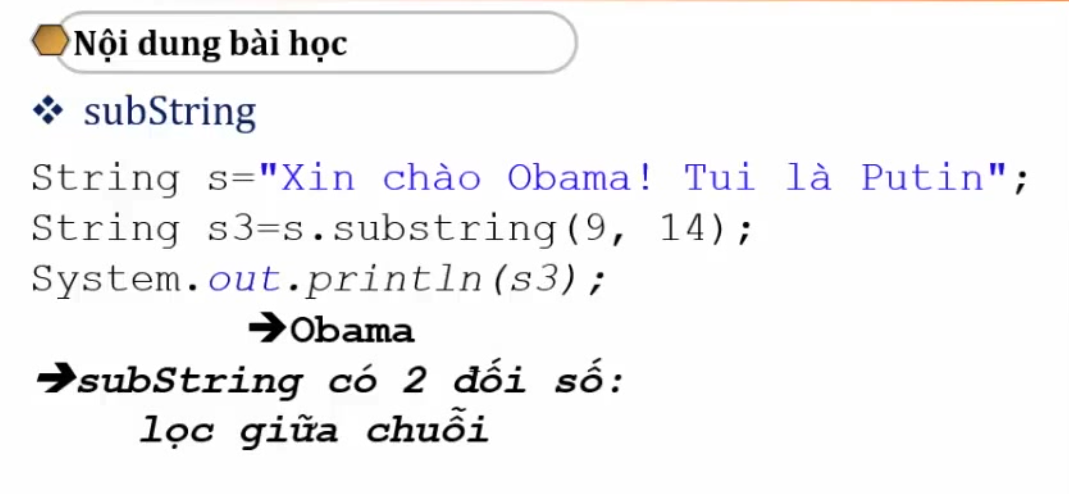 Nội dung bài học
❖ subString
String s="Xin chào Obama! Tui là Putin";
String s3=s.substring(9, 14);
System.out.println(s3);
➔Obama
➔subString có 2 đối số:
lọc giữa chuỗi